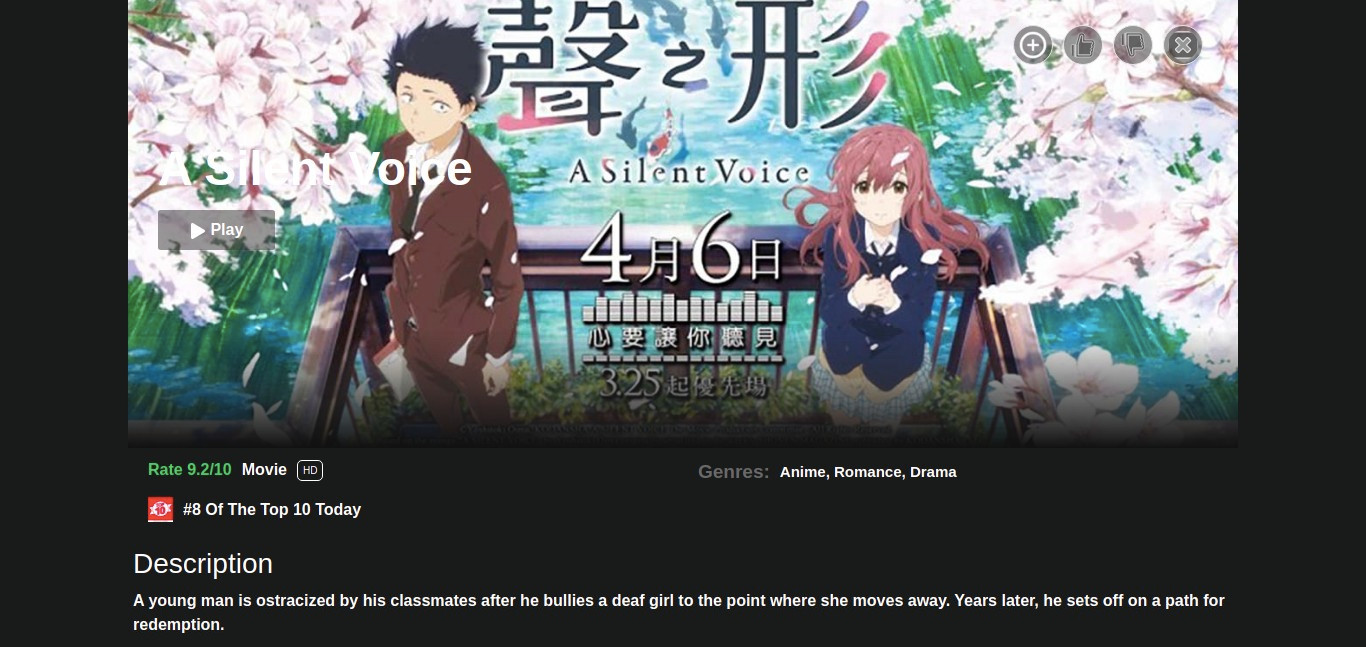 聲之形
A Silent Voice
A Silent Voice
Play
4月6日
心要讓你聽見
3.25起優先場
Rate 9.2/10 Movie HD
Genres: Anime, Romance, Drama
#8 Of The Top 10 Today
Description
A young man is ostracized by his classmates after he bullies a deaf girl to the point where she moves away. Years later, he sets off on a path for
redemption.